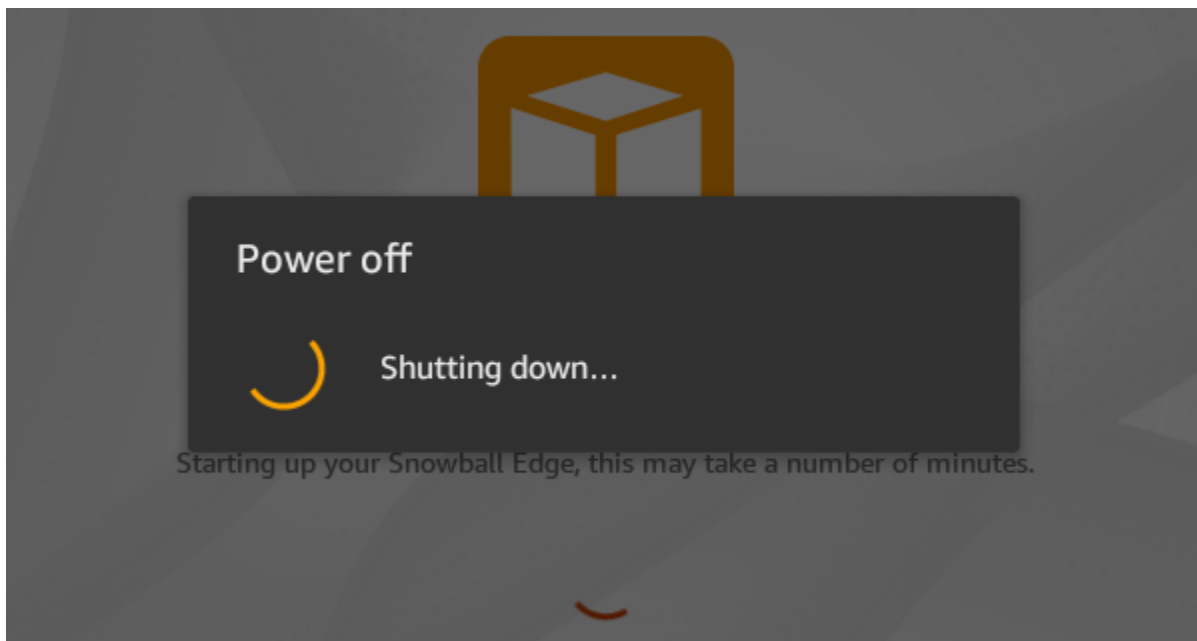 Power off
Shutting down...
Starting up your Snowball Edge, this may take a number of minutes.